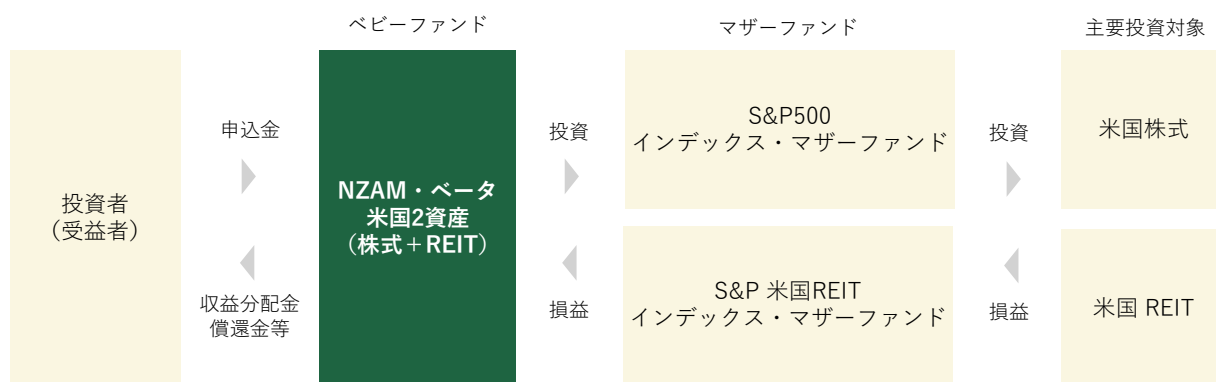 ベビーファンド
マザーファンド
主要投資対象
投資者
（受益者）
申込金
収益分配金
償還金等
NZAM・ベータ
米国2資産
（株式＋REIT）
投資
損益
S&P500
インデックス・マザーファンド
S&P 米国REIT
インデックス・マザーファンド
投資
損益
米国株式
米国 REIT